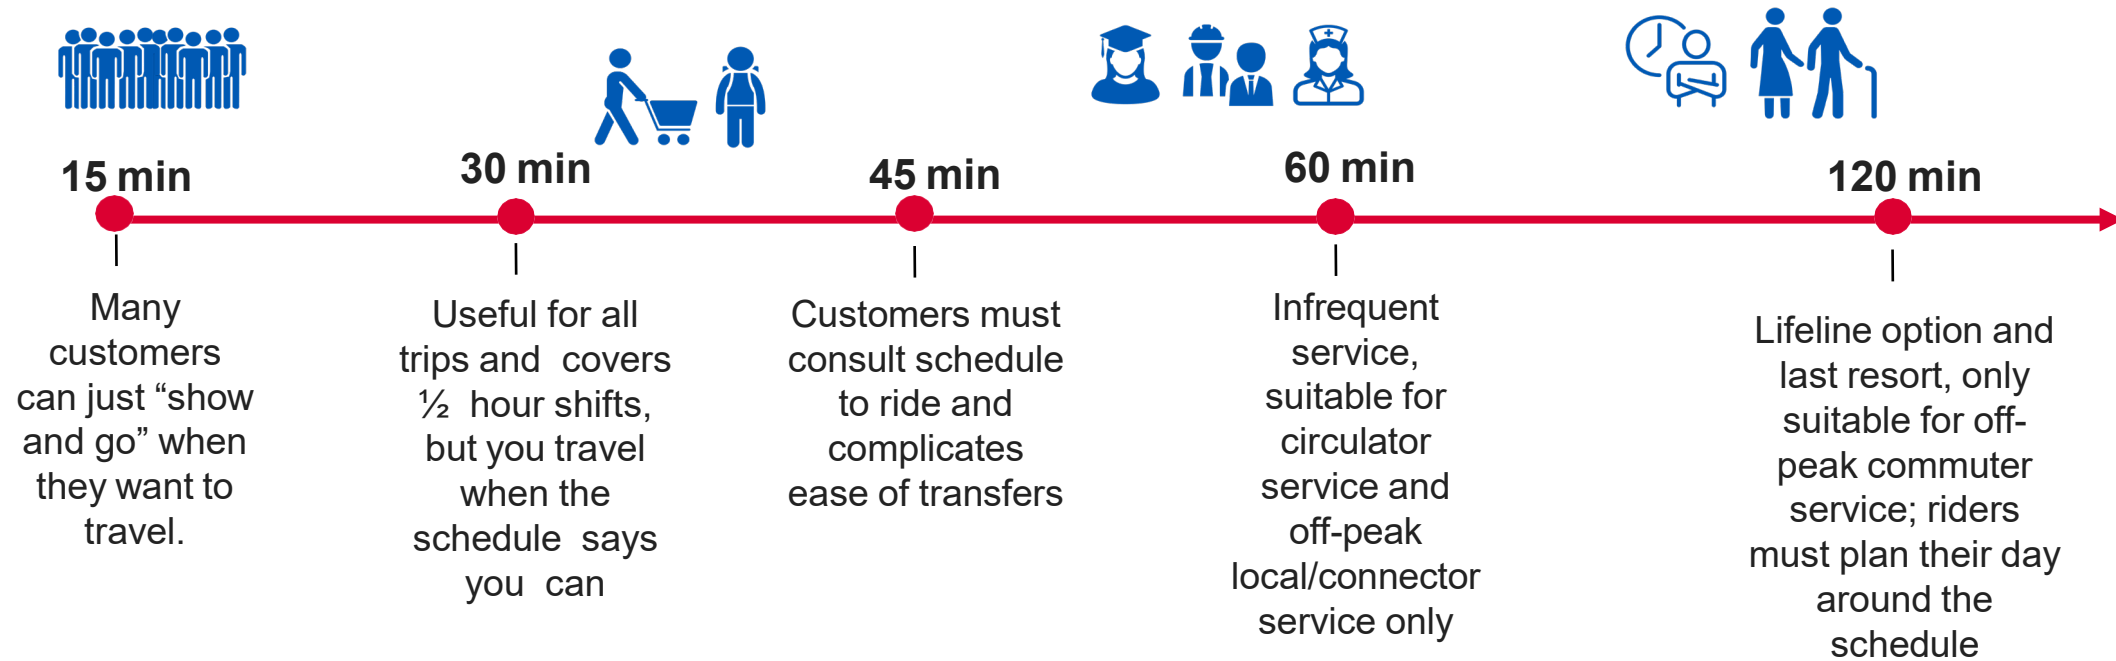 15 min
Many
customers
can just “show
and go” when
they want to
travel.
30 min
Useful for all
trips and covers
½ hour shifts,
but you travel
when the
schedule says
you can
45 min
Customers must
consult schedule
to ride and
complicates
ease of transfers
60 min
Infrequent
service,
suitable for
circulator
service and
off-peak
local/connector
service only
120 min
Lifeline option and
last resort, only
suitable for off-
peak commuter
service; riders
must plan their day
around the
schedule